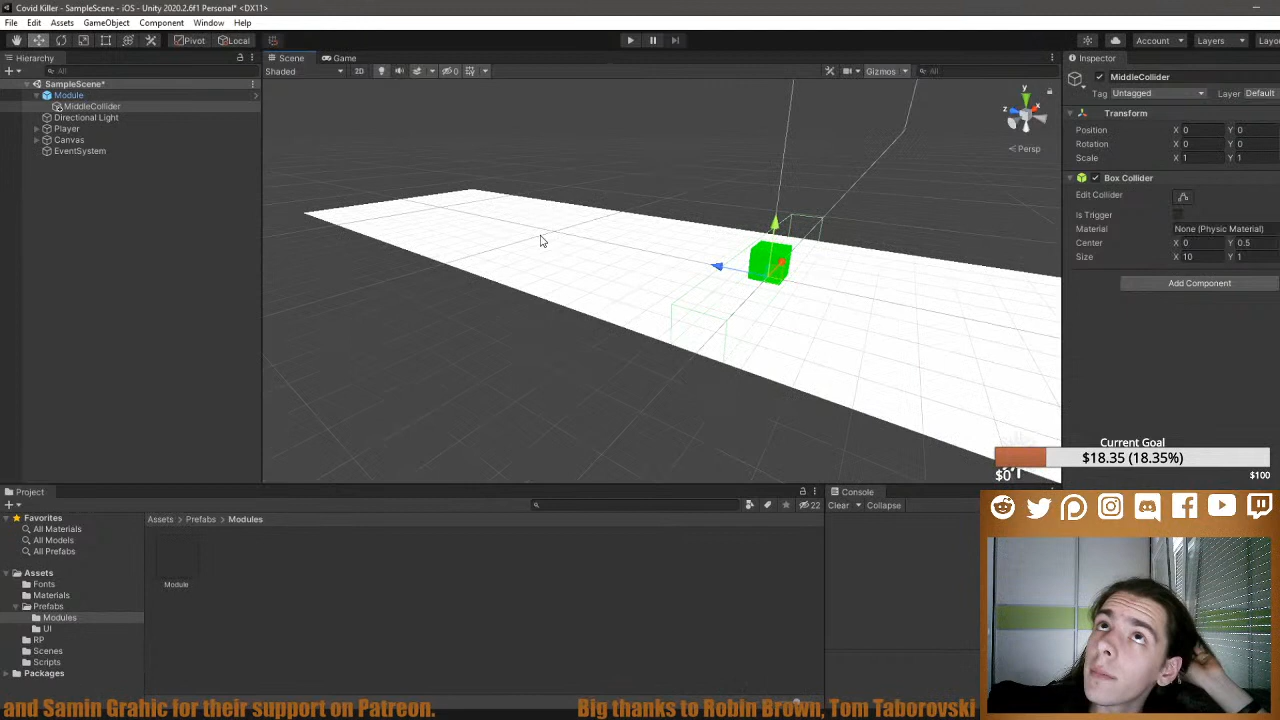 Covid Killer - SampleScene - iOS - Unity 2020.2.6f1 Personal* <DX11>
File Edit Assets GameObject Component Window Help
Pivot Local Account Layers Layou
Hierarchy
All
SampleScene*
Module
MiddleCollider
Directional Light
Player
Canvas
EventSystem
Scene Game
Shaded 2D 0 Gizmos All
y
z x
Persp
Inspector
MiddleCollider
Tag Untagged Layer Default
Transform
Position X 0 Y 0
Rotation X 0 Y 0
Scale X 1 Y 1
Box Collider
Edit Collider
Is Trigger
Material None (Physic Material)
Center X 0 Y 0.5
Size X 10 Y 1
Add Component
Current Goal
$18.35 (18.35%)
$0 $100
Project
22
Favorites
All Materials
All Models
All Prefabs
Assets
Fonts
Materials
Prefabs
Modules
UI
RP
Scenes
Scripts
Packages
Assets Prefabs Modules
Module
Console
Clear Collapse
and Samin Grahic for their support on Patreon. Big thanks to Robin Brown, Tom Taborovski